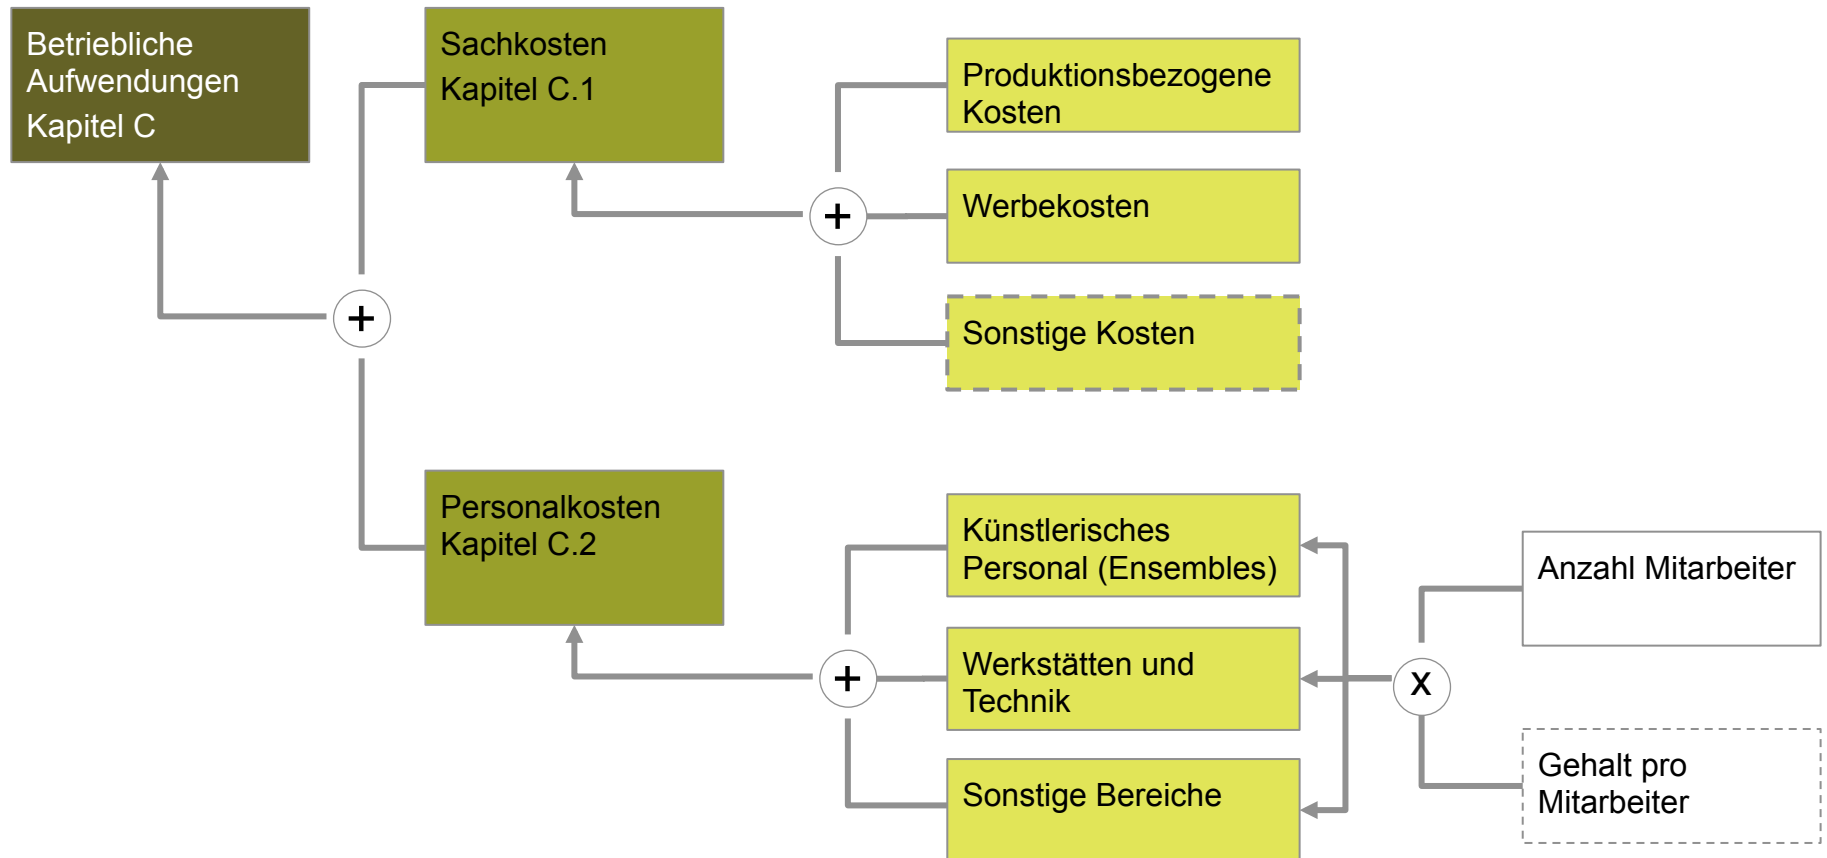 Betriebliche
Aufwendungen
Kapitel C
Sachkosten
Kapitel C.1
Produktionsbezogene
Kosten
Werbekosten
+
Sonstige Kosten
+
Personalkosten
Kapitel C.2
Künstlerisches
Personal (Ensembles)
Anzahl Mitarbeiter
Werkstätten und
Technik
+
x
Sonstige Bereiche
Gehalt pro
Mitarbeiter